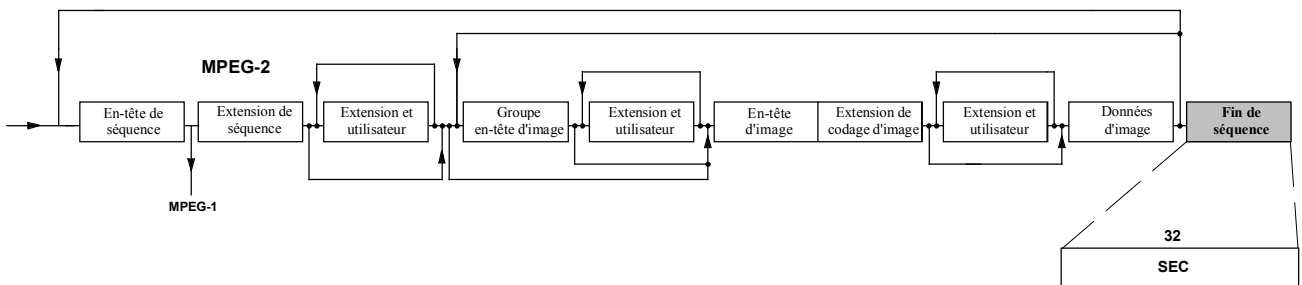 MPEG-2
En-tête de
séquence
Extension de
séquence
Extension et
utilisateur
Groupe
en-tête d'image
Extension et
utilisateur
En-tête
d'image
Extension de
codage d'image
Extension et
utilisateur
Données
d'image
Fin de
séquence
MPEG-1
32
SEC